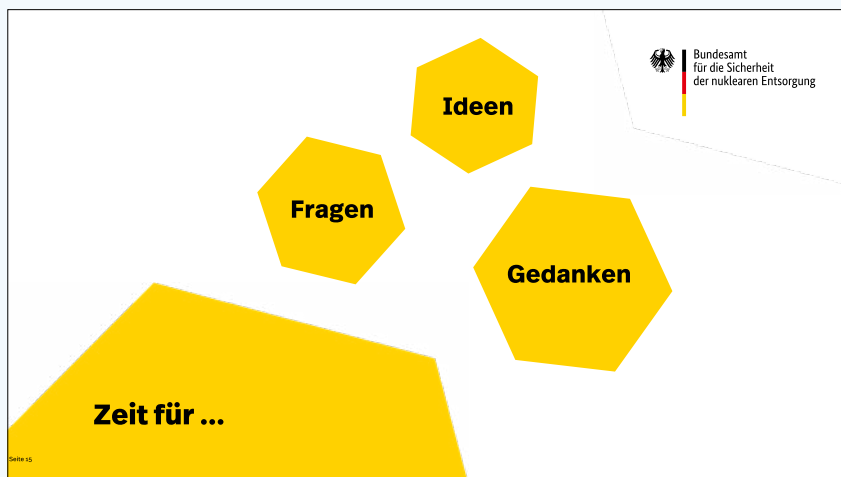 Bundesamt
für die Sicherheit
der nuklearen Entsorgung
Ideen
Fragen
Gedanken
Zeit für ...
Seite 15